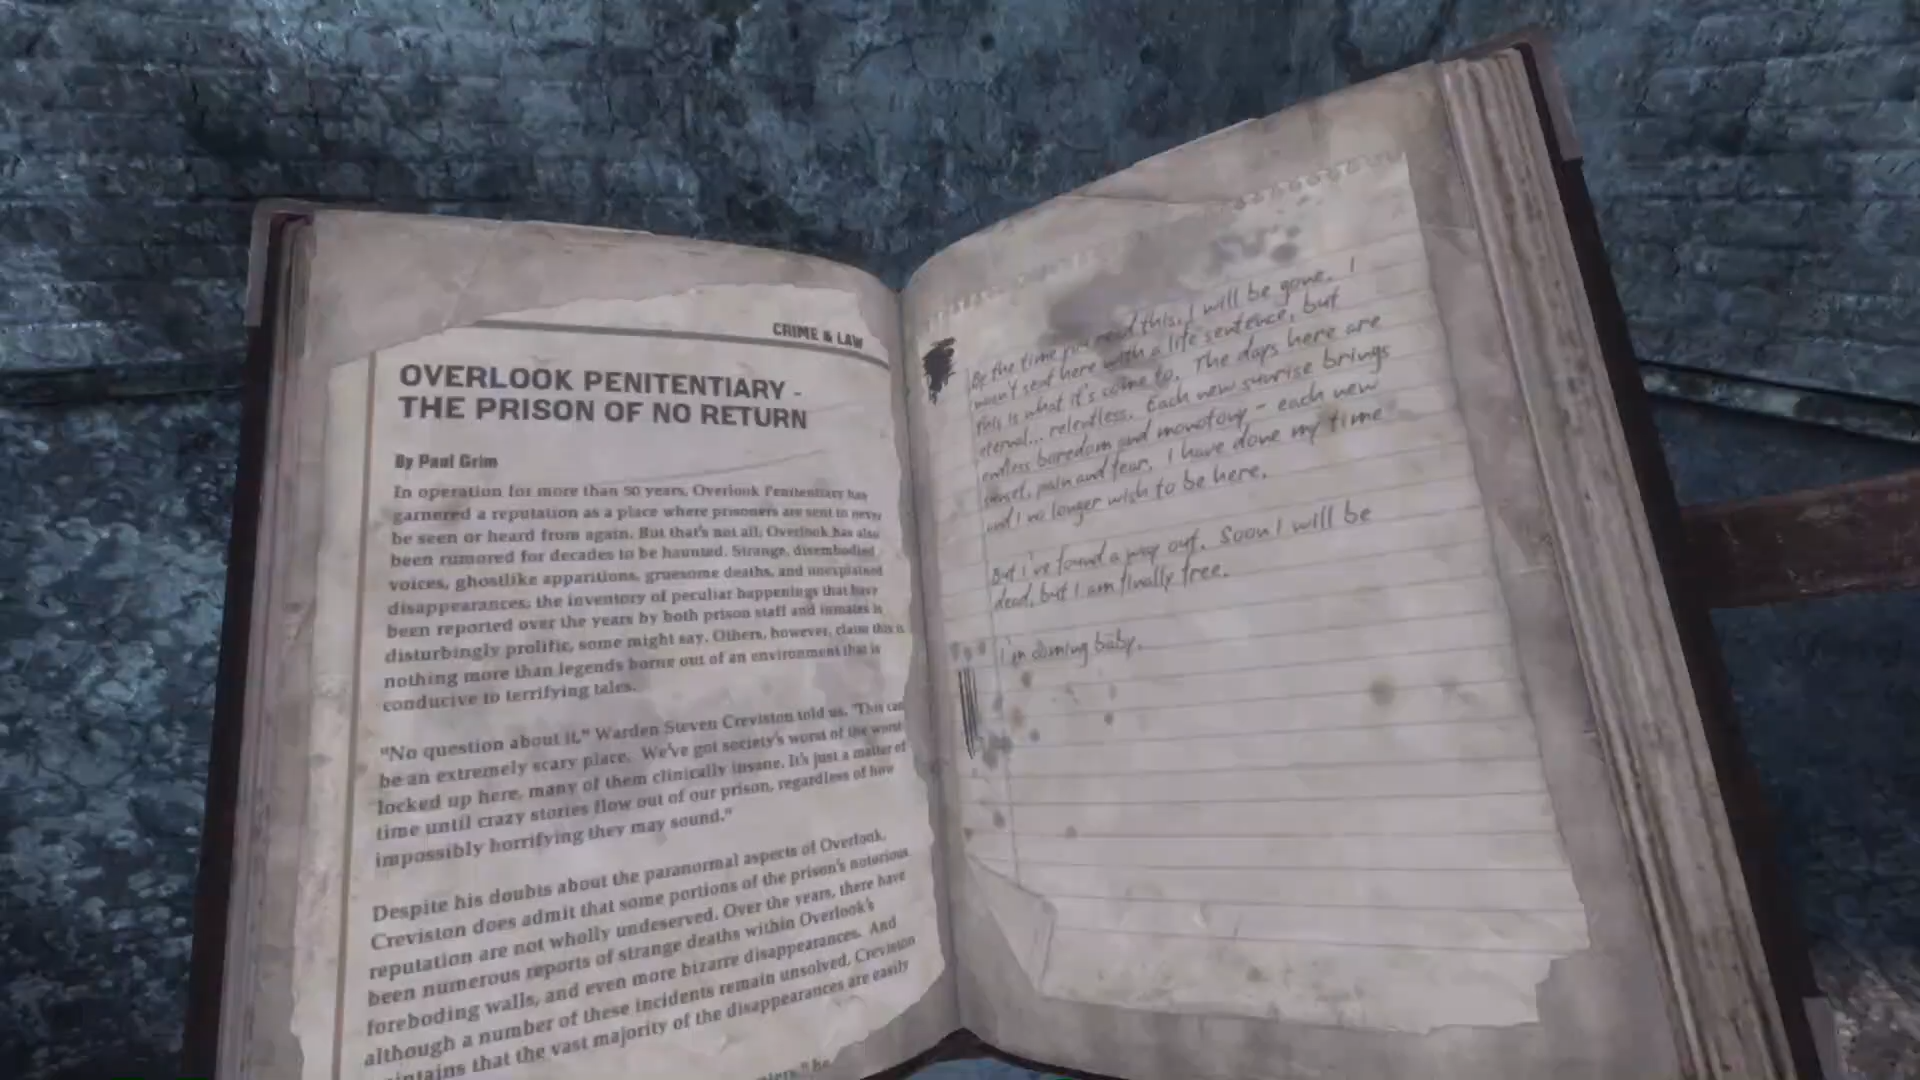 CRIME & LAW
OVERLOOK PENITENTIARY -
THE PRISON OF NO RETURN
By Paul Grim
In operation for more than 50 years, Overlook Penitentiary has
garnered a reputation as a place where prisoners are sent to never
be seen or heard from again. But that's not all; Overlook has also
been rumored for decades to be haunted. Strange, disembodied
voices, ghostlike apparitions, gruesome deaths, and unexplained
disappearances; the inventory of peculiar happenings that have
been reported over the years by both prison staff and inmates is
disturbingly prolific, some might say. Others, however, claim this is
nothing more than legends borne out of an environment that is
conducive to terrifying tales.
"No question about it," Warden Steven Creviston told us. "This can
be an extremely scary place. We've got society's worst of the worst
locked up here, many of them clinically insane. It's just a matter of
time until crazy stories flow out of our prison, regardless of how
impossibly horrifying they may sound."
Despite his doubts about the paranormal aspects of Overlook,
Creviston does admit that some portions of the prison's notorious
reputation are not wholly undeserved. Over the years, there have
been numerous reports of strange deaths within Overlook's
foreboding walls, and even more bizarre disappearances. And
although a number of these incidents remain unsolved, Creviston
that the vast majority of the disappearances are easily
By the time you read this, I will be gone. I
wasn't sent here with a life sentence, but
this is what it's come to. The days here are
eternal... relentless. Each new sunrise brings
endless boredom and monotony - each new
sunset, pain and fear. I have done my time
and I no longer wish to be here.
But I've found a way out. Soon I will be
dead, but I am finally free.
I'm coming baby.